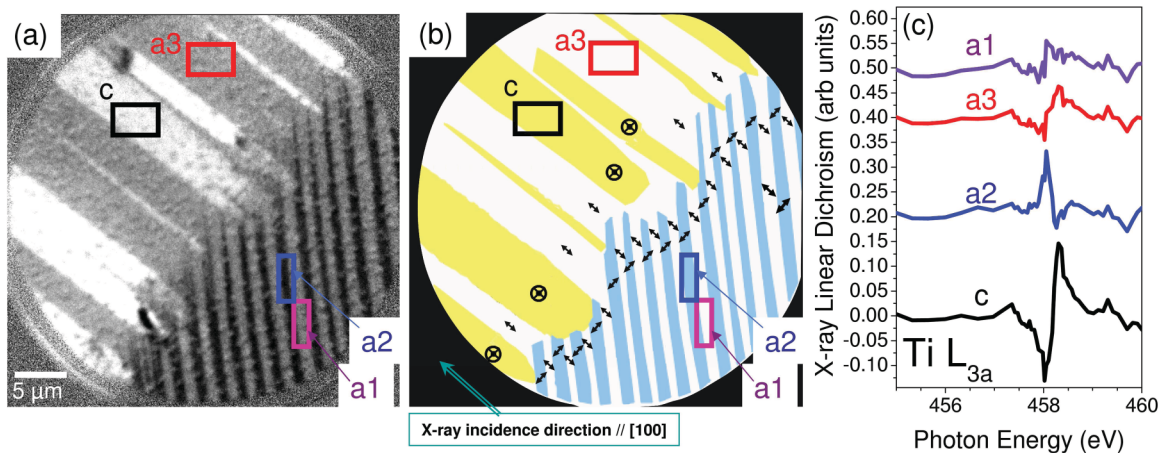 (a)
a3
c
a2
a1
5 μm
(b)
a3
c
a2
a1
X-ray incidence direction // [100]
(c)
X-ray Linear Dichroism (arb units)
0.60
0.55
0.50
0.45
0.40
0.35
0.30
0.25
0.20
0.15
0.10
0.05
0.00
-0.05
-0.10
a1
a3
a2
c
Ti L3a
456
458
460
Photon Energy (eV)